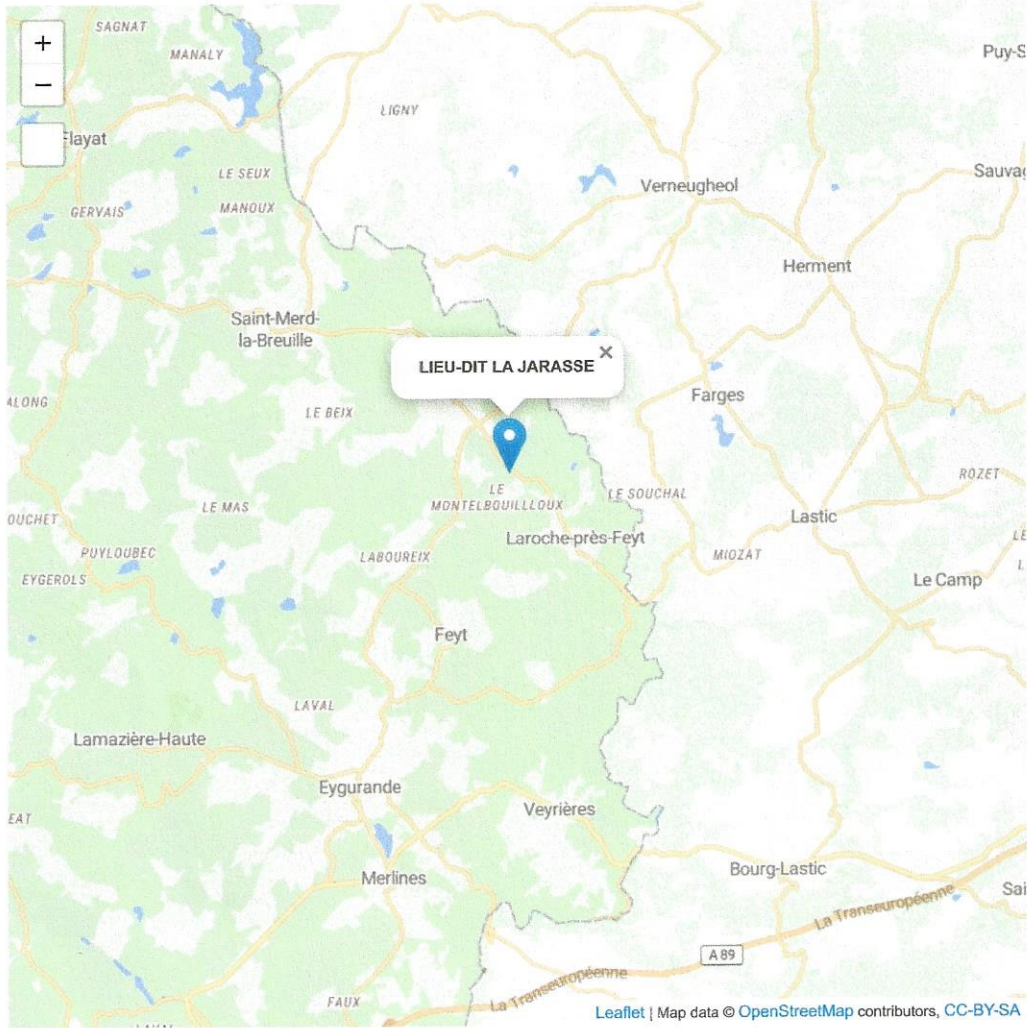 +
−
SAGNAT
MANALY
Puy-S
LIGNY
Flayat
LE SEUX
Verneugheol
Sauvag
GERVAIS
MANOUX
Herment
Saint-Merd-
la-Breuille
LIEU-DIT LA JARASSE ×
Farges
ALONG
LE BEIX
LE
MONTELBOUILLLOUX
LE SOUCHAL
ROZET
LE MAS
OUCHET
Lastic
Laroche-près-Feyt
PUYLOUBEC
LABOUREIX
MIOZAT
LE
L
EYGEROLS
Le Camp
Feyt
LAVAL
Lamazière-Haute
Eygurande
Veyrières
EAT
Merlines
Bourg-Lastic
Sai
La Transeuropéenne
A 89
La Transeuropéenne
FAUX
LAVAL
Leaflet | Map data © OpenStreetMap contributors, CC-BY-SA